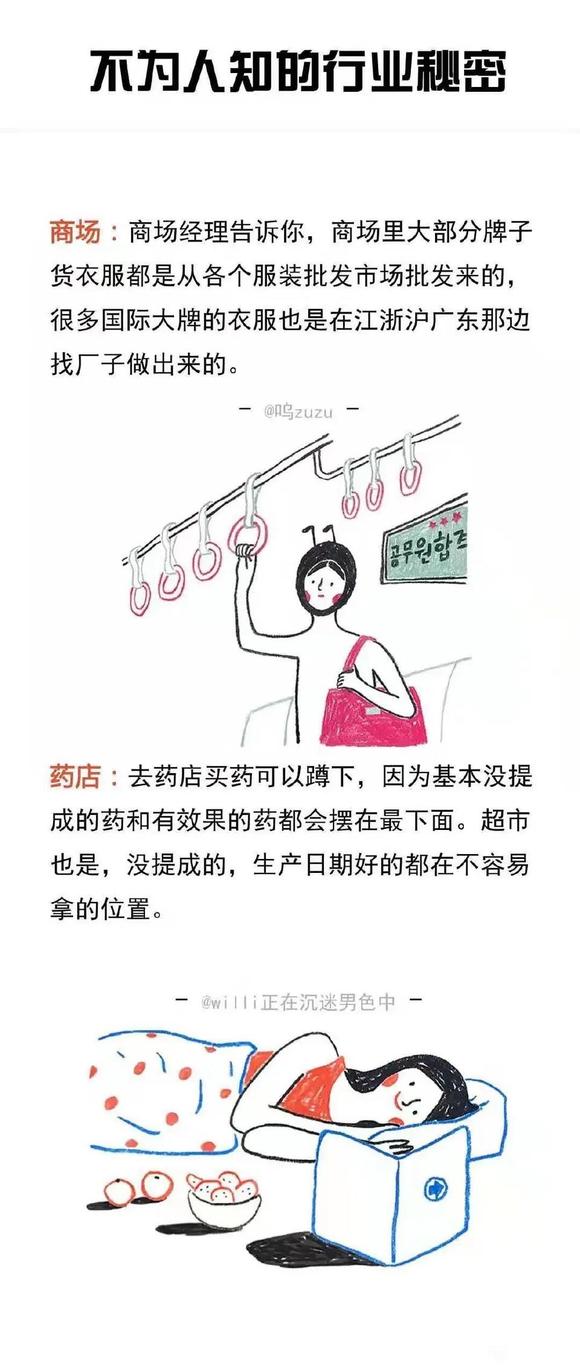 不为人知的行业秘密
商场：商场经理告诉你，商场里大部分牌子
货衣服都是从各个服装批发市场批发来的，
很多国际大牌的衣服也是在江浙沪广东那边
找厂子做出来的。
— @呜zuzu —
공무원합즈
药店：去药店买药可以蹲下，因为基本没提
成的药和有效果的药都会摆在最下面。超市
也是，没提成的，生产日期好的都在不容易
拿的位置。
— @willi正在沉迷男色中 —